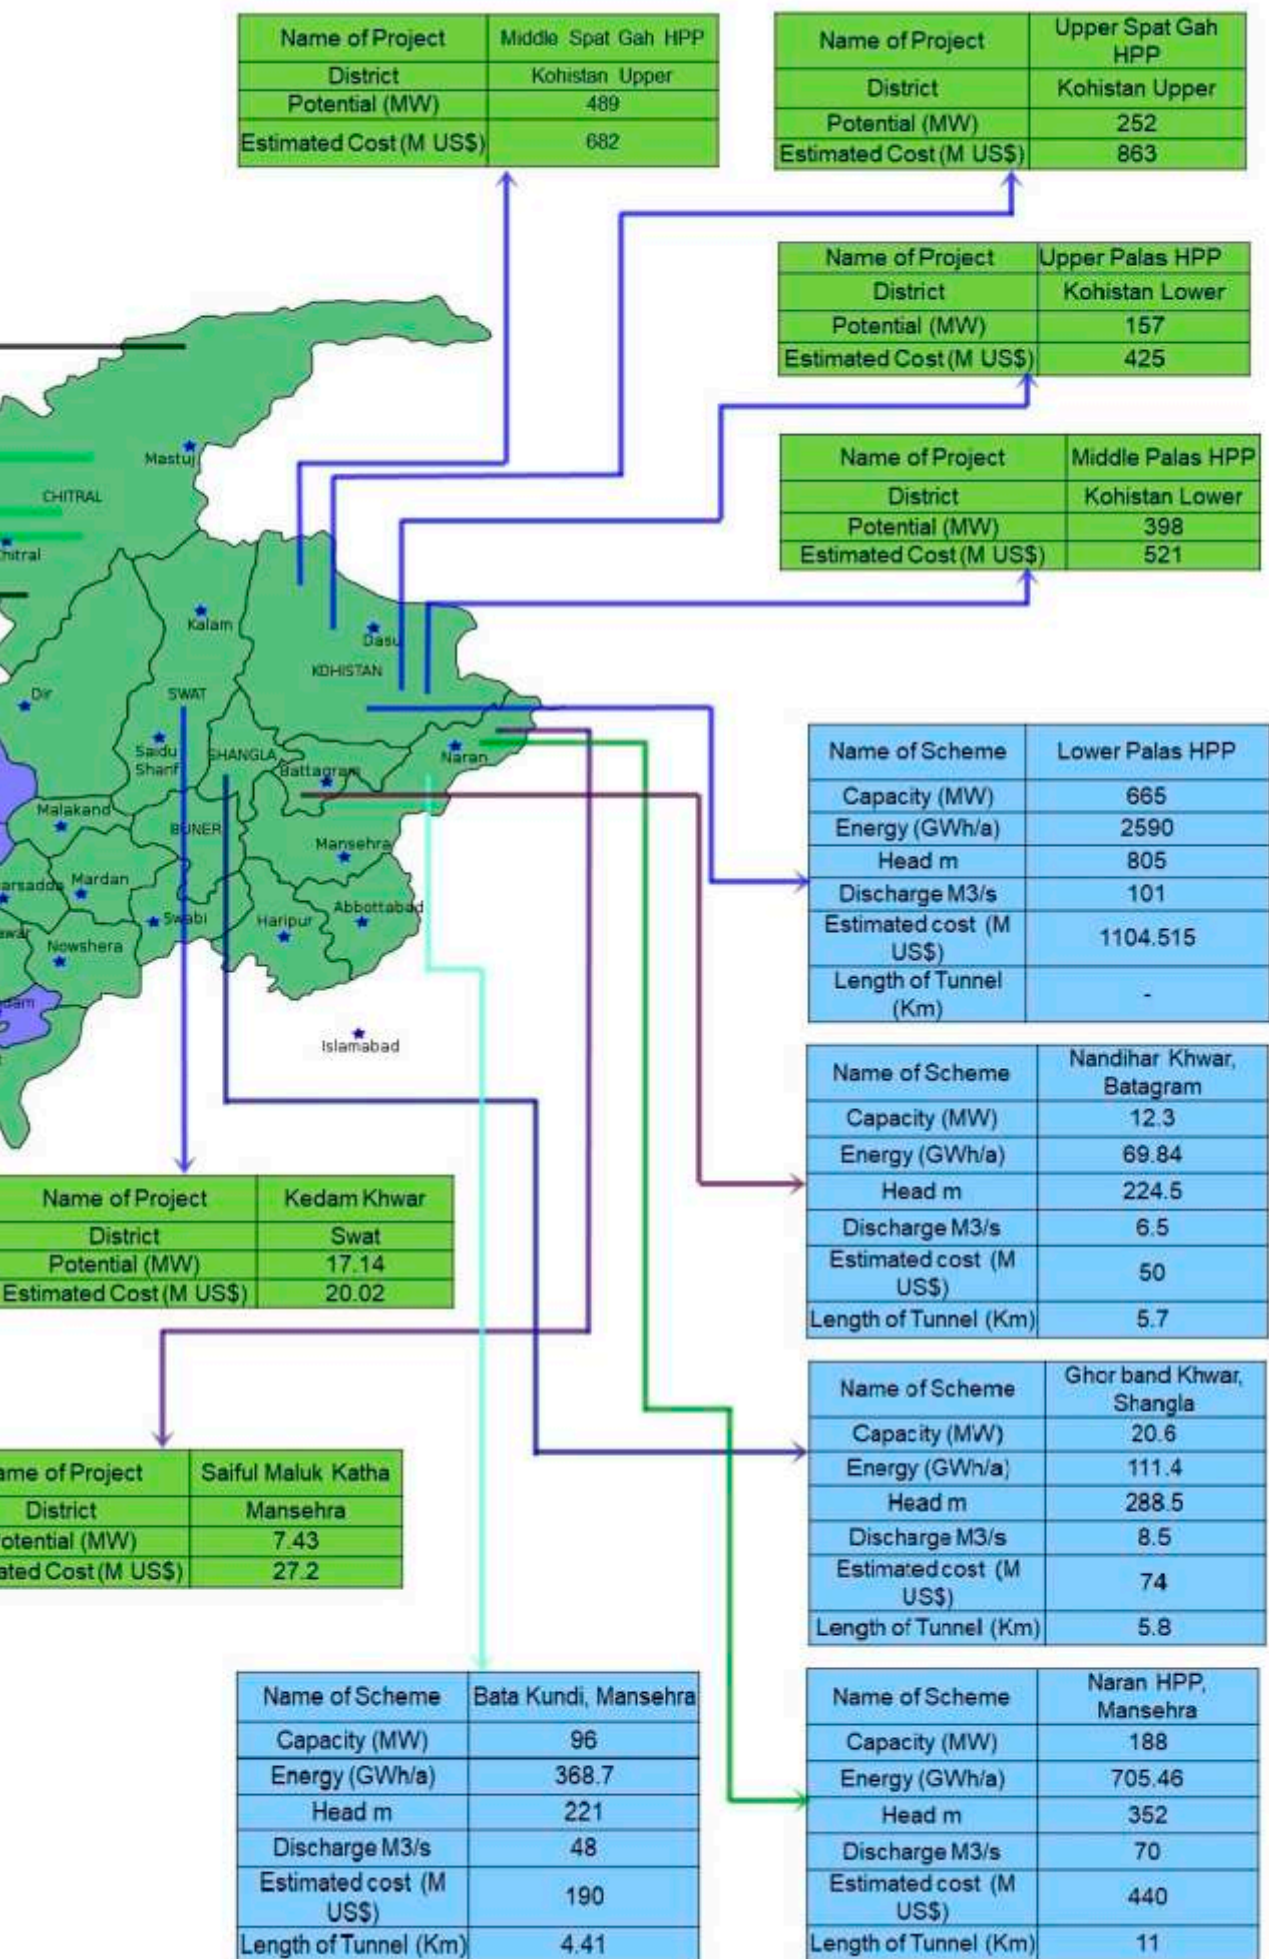 Name of Project Middle Spat Gah HPP
District Kohistan Upper
Potential (MW) 489
Estimated Cost (M US$) 682
Name of Project Upper Spat Gah
HPP
District Kohistan Upper
Potential (MW) 252
Estimated Cost (M US$) 863
Name of Project Upper Palas HPP
District Kohistan Lower
Potential (MW) 157
Estimated Cost (M US$) 425
Name of Project Middle Palas HPP
District Kohistan Lower
Potential (MW) 398
Estimated Cost (M US$) 521
Mastuj
CHITRAL
hitral
Kalam
Dasu
KOHISTAN
Dir
SWAT
Saidu
Sharif
SHANGLA
Naran
Battagram
Malakand
BUNER
Mansehra
arsadda
Mardan
Swabi
Haripur
Abbottabad
awar
Nowshera
dam
Islamabad
Name of Scheme Lower Palas HPP
Capacity (MW) 665
Energy (GWh/a) 2590
Head m 805
Discharge M3/s 101
Estimated cost (M
US$) 1104.515
Length of Tunnel
(Km) -
Name of Scheme Nandihar Khwar,
Batagram
Capacity (MW) 12.3
Energy (GWh/a) 69.84
Head m 224.5
Discharge M3/s 6.5
Estimated cost (M
US$) 50
Length of Tunnel (Km) 5.7
Name of Project Kedam Khwar
District Swat
Potential (MW) 17.14
Estimated Cost (M US$) 20.02
Name of Scheme Ghor band Khwar,
Shangla
Capacity (MW) 20.6
Energy (GWh/a) 111.4
Head m 288.5
Discharge M3/s 8.5
Estimated cost (M
US$) 74
Length of Tunnel (Km) 5.8
ame of Project Saiful Maluk Katha
District Mansehra
otential (MW) 7.43
ated Cost (M US$) 27.2
Name of Scheme Bata Kundi, Mansehra
Capacity (MW) 96
Energy (GWh/a) 368.7
Head m 221
Discharge M3/s 48
Estimated cost (M
US$) 190
Length of Tunnel (Km) 4.41
Name of Scheme Naran HPP,
Mansehra
Capacity (MW) 188
Energy (GWh/a) 705.46
Head m 352
Discharge M3/s 70
Estimated cost (M
US$) 440
Length of Tunnel (Km) 11